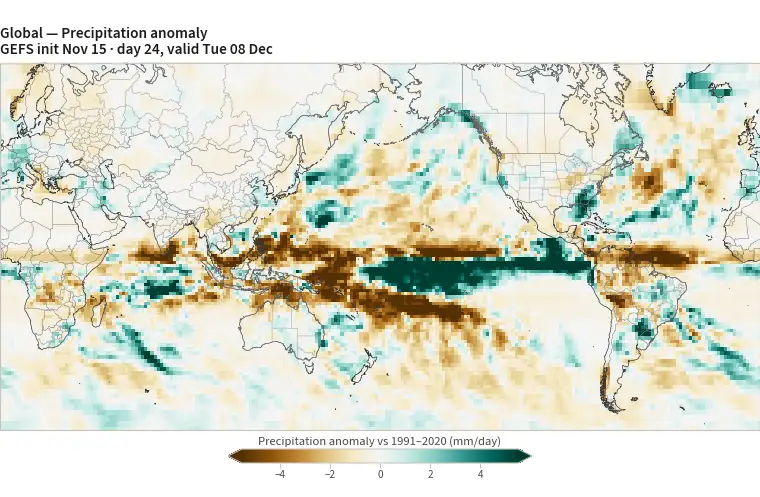 Global — Precipitation anomaly
GEFS init Nov 15 · day 24, valid Tue 08 Dec
Precipitation anomaly vs 1991–2020 (mm/day)
−4 −2 0 2 4